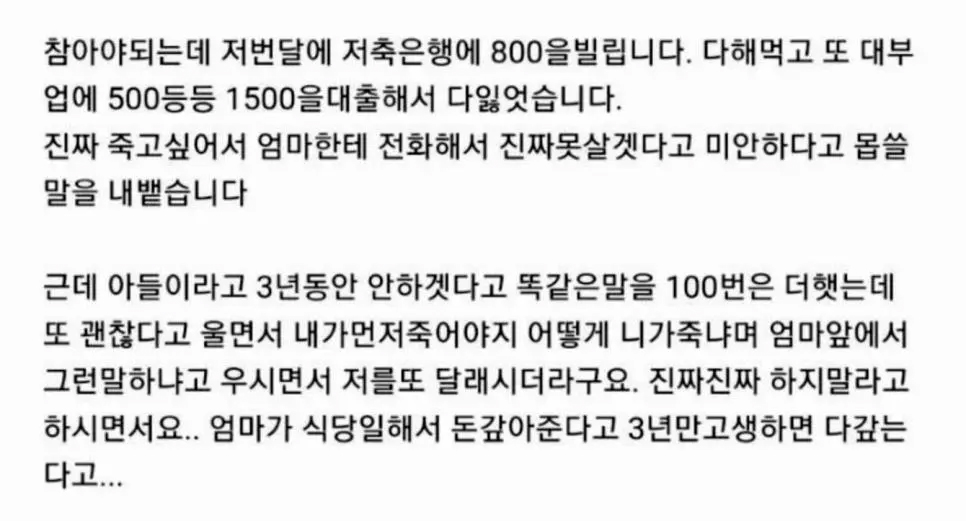 참아야되는데 저번달에 저축은행에 800을빌립니다. 다해먹고 또 대부
업에 500등등 1500을대출해서 다잃엇습니다.
진짜 죽고싶어서 엄마한테 전화해서 진짜못살겟다고 미안하다고 몹쓸
말을 내뱉습니다
근데 아들이라고 3년동안 안하겟다고 똑같은말을 100번은 더햇는데
또 괜찮다고 울면서 내가먼저죽어야지 어떻게 니가죽냐며 엄마앞에서
그런말하냐고 우시면서 저를또 달래시더라구요. 진짜진짜 하지말라고
하시면서요.. 엄마가 식당일해서 돈갚아준다고 3년만고생하면 다갚는
다고...